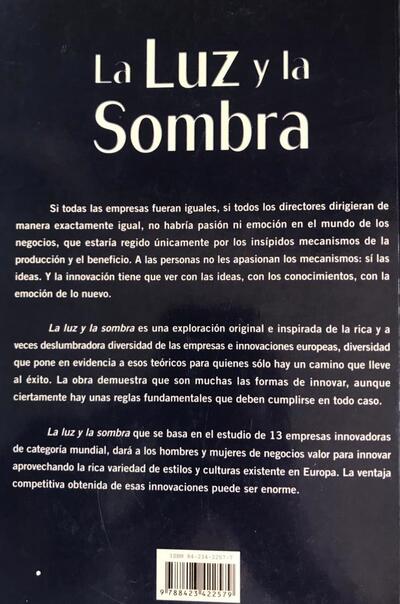 La Luz y la
Sombra
Si todas las empresas fueran iguales, si todos los directores dirigieran de
manera exactamente igual, no habría pasión ni emoción en el mundo de los
negocios, que estaría regido únicamente por los insípidos mecanismos de la
producción y el beneficio. A las personas no les apasionan los mecanismos: sí las
ideas. Y la innovación tiene que ver con las ideas, con los conocimientos, con la
emoción de lo nuevo.
La luz y la sombra es una exploración original e inspirada de la rica y a
veces deslumbradora diversidad de las empresas e innovaciones europeas, diversidad
que pone en evidencia a esos teóricos para quienes sólo hay un camino que lleve
al éxito. La obra demuestra que son muchas las formas de innovar, aunque
ciertamente hay unas reglas fundamentales que deben cumplirse en todo caso.
La luz y la sombra que se basa en el estudio de 13 empresas innovadoras
de categoría mundial, dará a los hombres y mujeres de negocios valor para innovar
aprovechando la rica variedad de estilos y culturas existente en Europa. La ventaja
competitiva obtenida de esas innovaciones puede ser enorme.
ISBN 84-234-2257-7
9 788423 422579